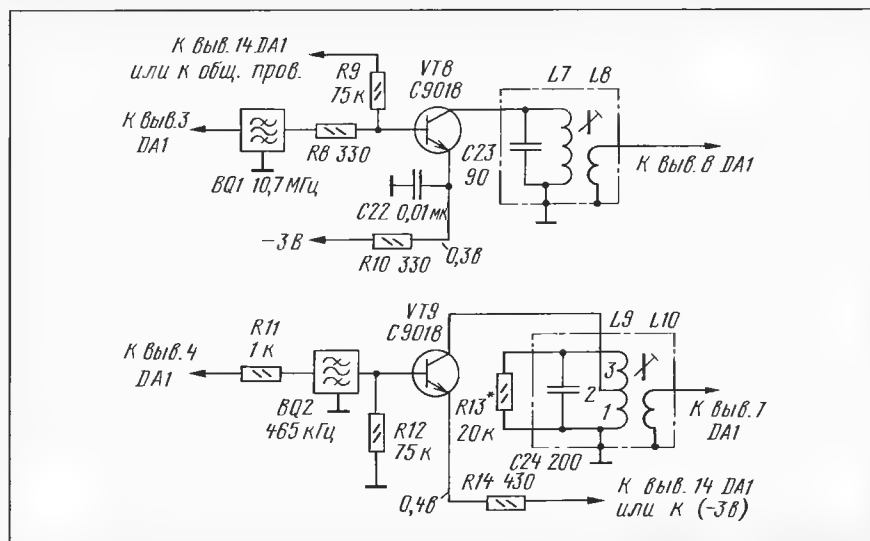 К выв. 14 DA1
или к общ. пров.
R9
75 к
VT8
C9018
L7 L8
К выв.3
DA1
R8 330
C23
90
К выв. 8 DA1
BQ1 10,7 МГц
C22 0,01 мк
−3 В
R10 330
0,3 в
VT9
C9018
L9 L10
R11
1 к
К выв. 4
DA1
BQ2
465 кГц
R12
75 к
R13*
20 к
3
2
1
К выв. 7
DA1
C24 200
R14 430
0,4 в
К выв. 14 DA1
или к (−3 в)